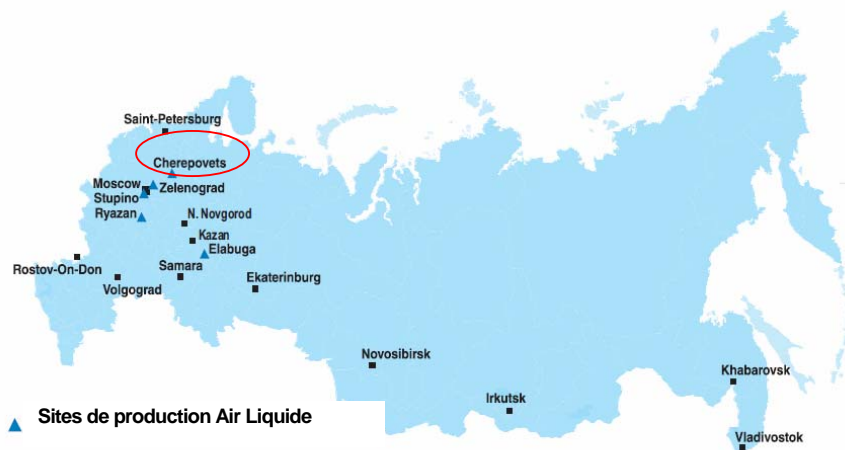 Saint-Petersburg
Cherepovets
Moscow
Zelenograd
Stupino
Ryazan
N. Novgorod
Kazan
Elabuga
Rostov-On-Don
Samara
Volgograd
Ekaterinburg
Novosibirsk
Khabarovsk
Irkutsk
Sites de production Air Liquide
Vladivostok